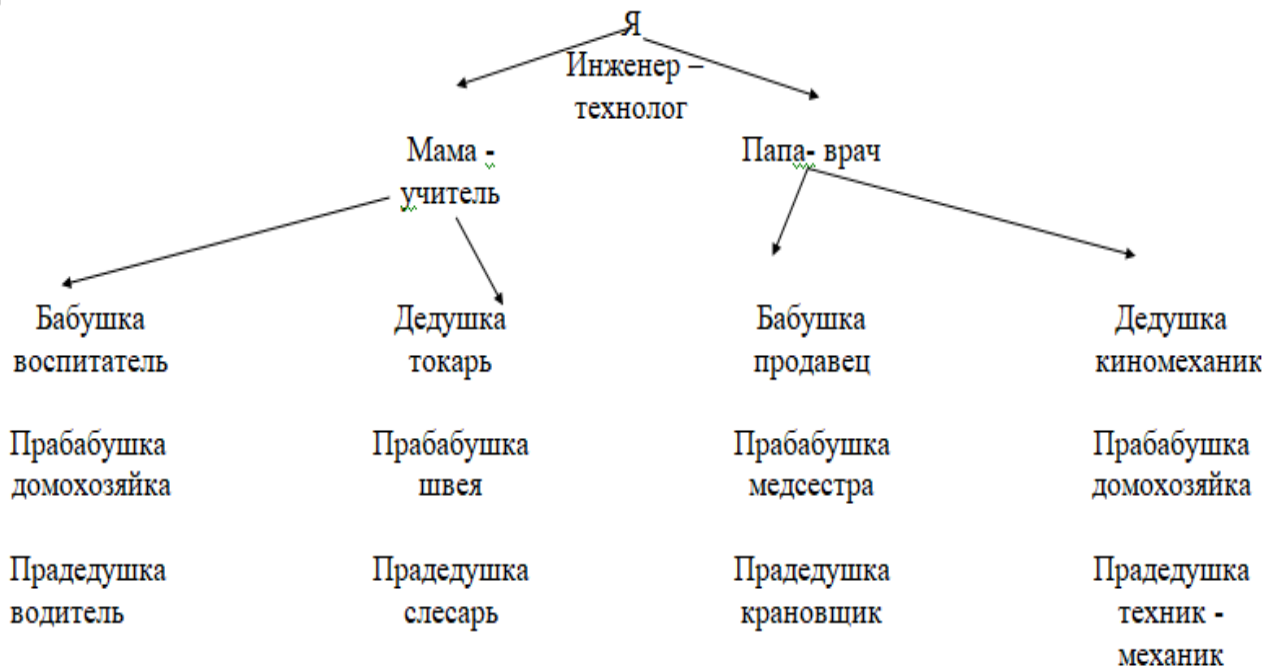 Я
Инженер –
технолог
Мама -
учитель
Папа- врач
Бабушка
воспитатель
Дедушка
токарь
Бабушка
продавец
Дедушка
киномеханик
Прабабушка
домохозяйка
Прабабушка
швея
Прабабушка
медсестра
Прабабушка
домохозяйка
Прадедушка
водитель
Прадедушка
слесарь
Прадедушка
крановщик
Прадедушка
техник -
механик